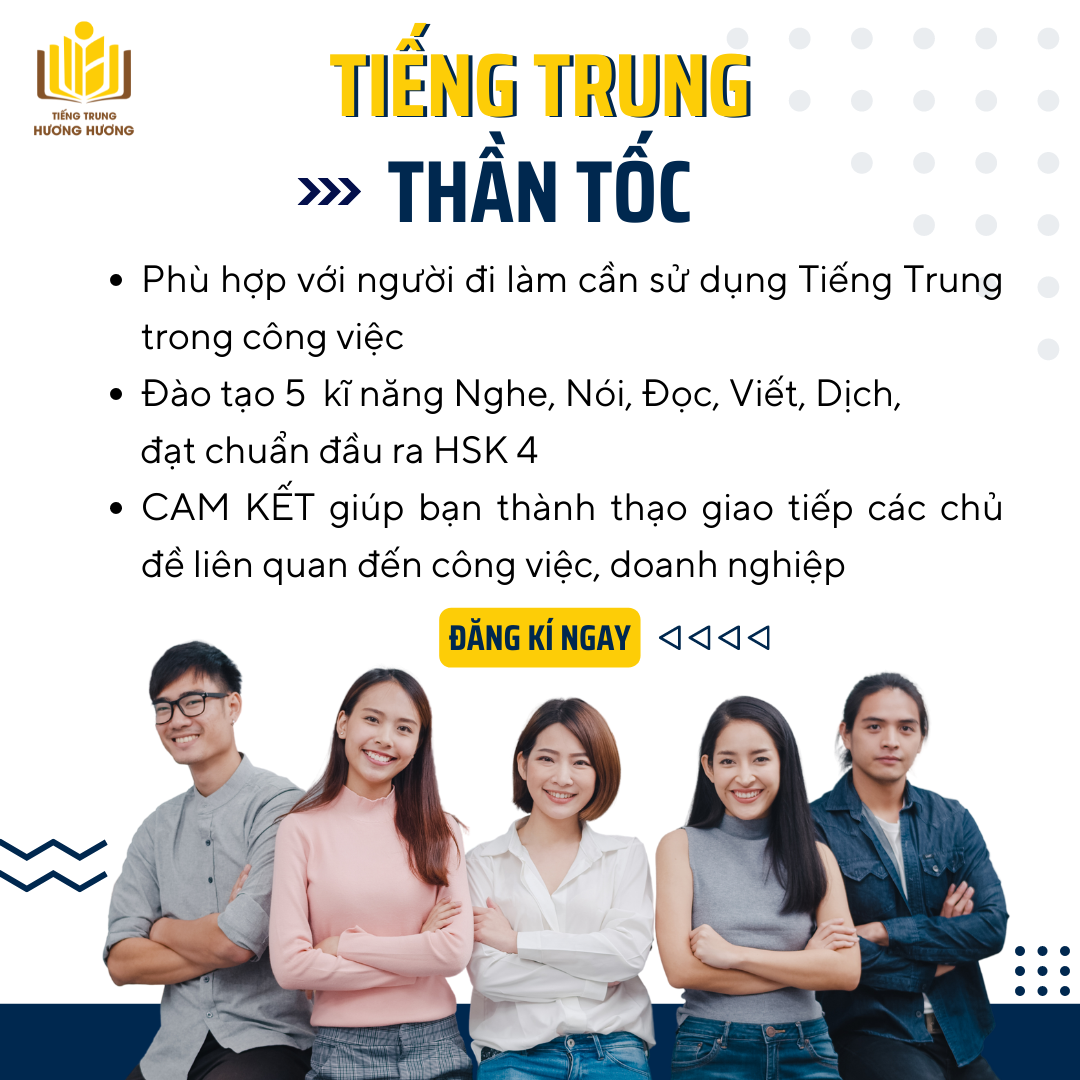 TIẾNG TRUNG
HƯƠNG HƯƠNG
TIẾNG TRUNG
THẦN TỐC
Phù hợp với người đi làm cần sử dụng Tiếng Trung
trong công việc
Đào tạo 5 kĩ năng Nghe, Nói, Đọc, Viết, Dịch,
đạt chuẩn đầu ra HSK 4
CAM KẾT giúp bạn thành thạo giao tiếp các chủ
đề liên quan đến công việc, doanh nghiệp
ĐĂNG KÍ NGAY